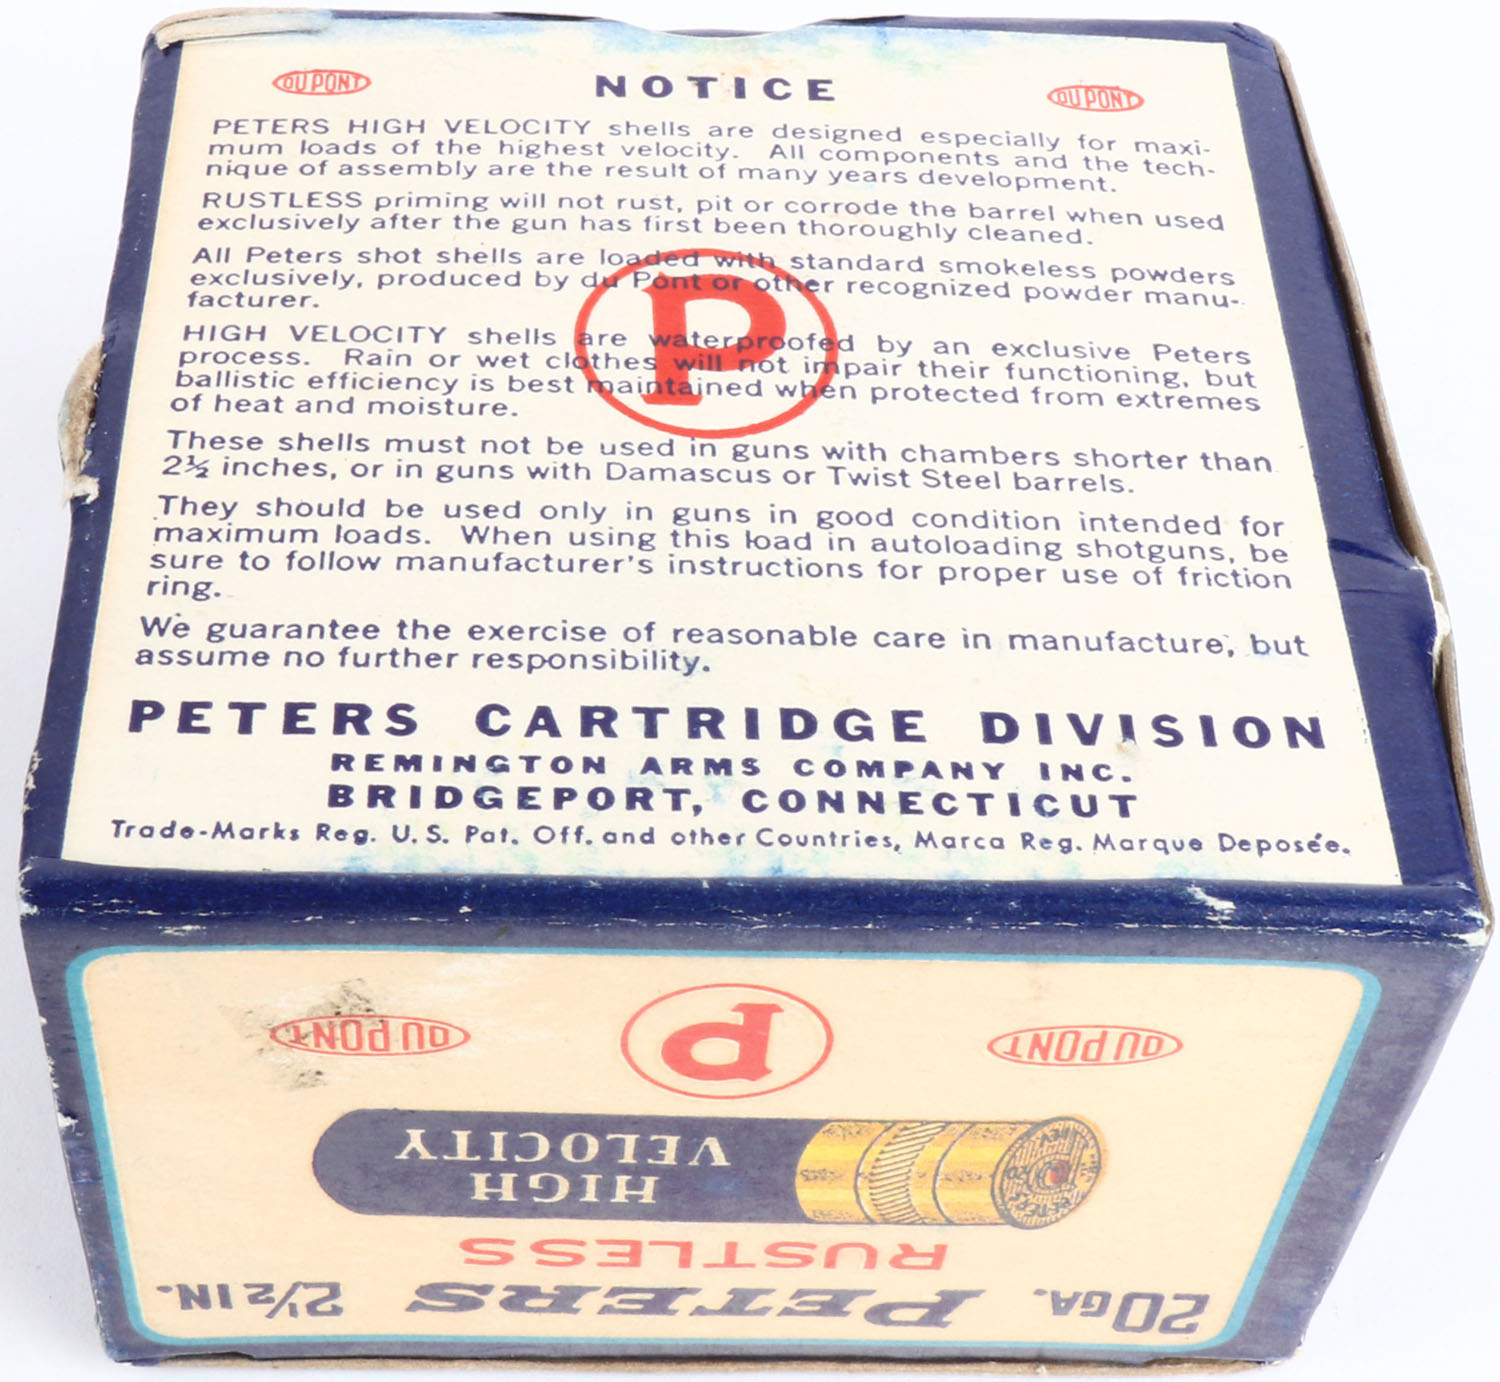 DU PONT
NOTICE
DU PONT
PETERS HIGH VELOCITY shells are designed especially for maxi-
mum loads of the highest velocity. All components and the tech-
nique of assembly are the result of many years development.
RUSTLESS priming will not rust, pit or corrode the barrel when used
exclusively after the gun has first been thoroughly cleaned.
All Peters shot shells are loaded with standard smokeless powders
exclusively, produced by du Pont or other recognized powder manu-
facturer.
P
HIGH VELOCITY shells are waterproofed by an exclusive Peters
process. Rain or wet clothes will not impair their functioning, but
ballistic efficiency is best maintained when protected from extremes
of heat and moisture.
These shells must not be used in guns with chambers shorter than
2½ inches, or in guns with Damascus or Twist Steel barrels.
They should be used only in guns in good condition intended for
maximum loads. When using this load in autoloading shotguns, be
sure to follow manufacturer's instructions for proper use of friction
ring.
We guarantee the exercise of reasonable care in manufacture, but
assume no further responsibility.
PETERS CARTRIDGE DIVISION
REMINGTON ARMS COMPANY INC.
BRIDGEPORT, CONNECTICUT
Trade-Marks Reg. U.S. Pat. Off. and other Countries, Marca Reg. Marque Deposée.
20 GA. PETERS 2½ IN.
RUSTLESS
HIGH
VELOCITY
DU PONT
P
DU PONT